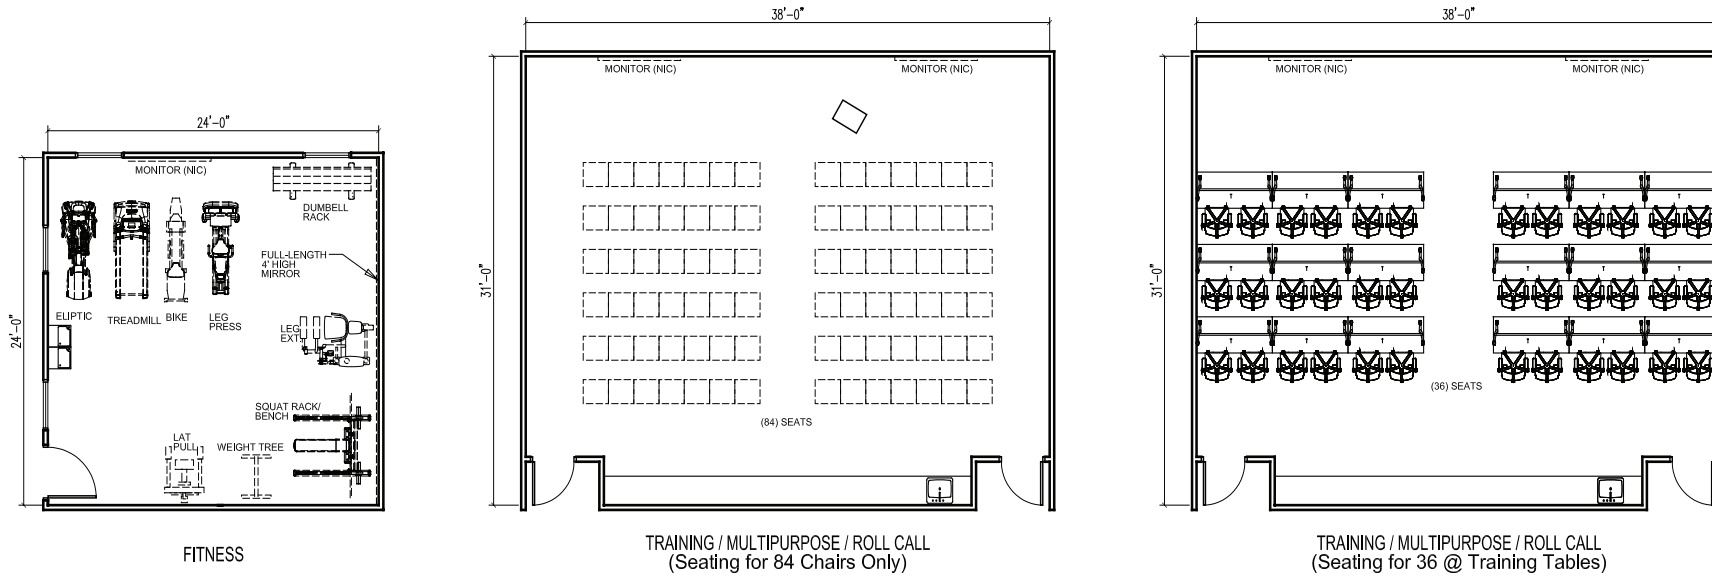 24'-0"
24'-0"
MONITOR (NIC)
DUMBELL
RACK
FULL-LENGTH
4' HIGH
MIRROR
ELIPTIC
TREADMILL
BIKE
LEG
PRESS
LEG
EXT.
SQUAT RACK/
BENCH
LAT
PULL
WEIGHT TREE
FITNESS
38'-0"
31'-0"
MONITOR (NIC)
MONITOR (NIC)
(84) SEATS
TRAINING / MULTIPURPOSE / ROLL CALL
(Seating for 84 Chairs Only)
38'-0"
31'-0"
MONITOR (NIC)
MONITOR (NIC)
(36) SEATS
TRAINING / MULTIPURPOSE / ROLL CALL
(Seating for 36 @ Training Tables)